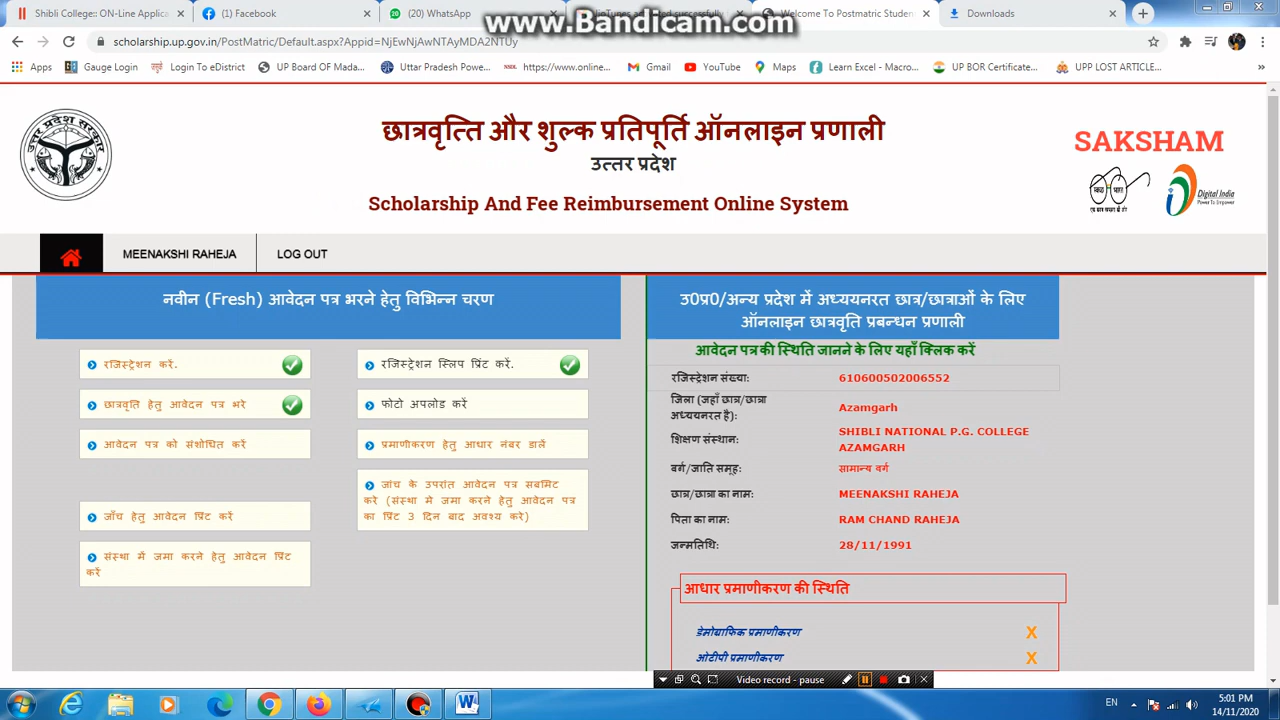 Shibli College: ON-Line Applic
(1) Facebook
(20) WhatsApp
Welcome To Postmatric Studen
Downloads
www.Bandicam.com
scholarship.up.gov.in/PostMatric/Default.aspx?Appid=NjEwNjAwNTAyMDA2NTUy
Apps
Gauge Login
Login To eDistrict
UP Board OF Mada...
Uttar Pradesh Powe...
https://www.online...
Gmail
YouTube
Maps
Learn Excel - Macro...
UP BOR Certificate...
UPP LOST ARTICLE...
छात्रवृत्ति और शुल्क प्रतिपूर्ति ऑनलाइन प्रणाली
उत्तर प्रदेश
Scholarship And Fee Reimbursement Online System
SAKSHAM
Digital India
Power To Empower
MEENAKSHI RAHEJA
LOG OUT
नवीन (Fresh) आवेदन पत्र भरने हेतु विभिन्न चरण
रजिस्ट्रेशन करें.
रजिस्ट्रेशन स्लिप प्रिंट करें.
छात्रवृति हेतु आवेदन पत्र भरे
फोटो अपलोड करें
आवेदन पत्र को संशोधित करें
प्रमाणीकरण हेतु आधार नंबर डालें
जांच के उपरांत आवेदन पत्र सबमिट
करे (संस्था मे जमा करने हेतु आवेदन पत्र
का प्रिंट 3 दिन बाद अवश्य करे)
जाँच हेतु आवेदन प्रिंट करें
संस्था में जमा करने हेतु आवेदन प्रिंट
करें
उ0प्र0/अन्य प्रदेश में अध्ययनरत छात्र/छात्राओं के लिए
ऑनलाइन छात्रवृति प्रबन्धन प्रणाली
आवेदन पत्र की स्थिति जानने के लिए यहाँ क्लिक करें
रजिस्ट्रेशन संख्या: 610600502006552
जिला (जहाँ छात्र/छात्रा
अध्ययनरत है): Azamgarh
शिक्षण संस्थान: SHIBLI NATIONAL P.G. COLLEGE
AZAMGARH
बर्ग/जाति समूह: सामान्य वर्ग
छात्र/छात्रा का नाम: MEENAKSHI RAHEJA
पिता का नाम: RAM CHAND RAHEJA
जन्मतिथि: 28/11/1991
आधार प्रमाणीकरण की स्थिति
डेमोग्राफिक प्रमाणीकरण X
ओटीपी प्रमाणीकरण X
Video record - pause
EN
5:01 PM
14/11/2020